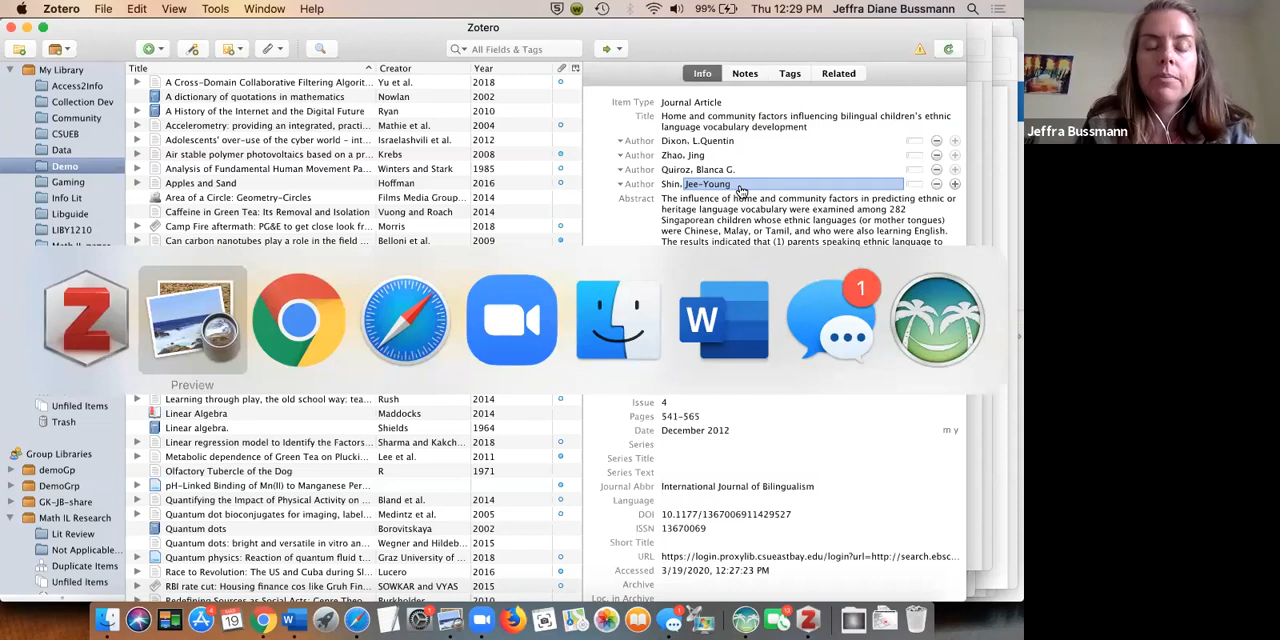 Zotero File Edit View Tools Window Help
99% Thu 12:29 PM Jeffra Diane Bussmann
Zotero
All Fields & Tags
My Library
Access2Info
Collection Dev
Community
CSUEB
Data
Demo
Gaming
Info Lit
Libguide
LIBY1210
Title Creator Year
A Cross-Domain Collaborative Filtering Algorit... Yu et al. 2018
A dictionary of quotations in mathematics Nowlan 2002
A History of the Internet and the Digital Future Ryan 2010
Accelerometry: providing an integrated, practi... Mathie et al. 2004
Adolescents' over-use of the cyber world – int... Israelashvili et al. 2012
Air stable polymer photovoltaics based on a pr... Krebs 2008
Analysis of Fundamental Human Movement Pa... Winters and Stark 1985
Apples and Sand Hoffman 2016
Area of a Circle: Geometry-Circles Films Media Group...
Caffeine in Green Tea: Its Removal and Isolation Vuong and Roach 2014
Camp Fire aftermath: PG&E to get close look fr... Morris 2018
Can carbon nanotubes play a role in the field ... Belloni et al. 2009
Info Notes Tags Related
Item Type Journal Article
Title Home and community factors influencing bilingual children's ethnic
language vocabulary development
Author Dixon, L.Quentin
Author Zhao, Jing
Author Quiroz, Blanca G.
Author Shin, Jee-Young
Abstract The influence of home and community factors in predicting ethnic or
heritage language vocabulary were examined among 282
Singaporean children whose ethnic languages (or mother tongues)
were Chinese, Malay, or Tamil, and who were also learning English.
The results indicated that (1) parents speaking ethnic language to
Jeffra Bussmann
Z
W
1
Preview
Unfiled Items
Trash
Group Libraries
demoGp
DemoGrp
GK-JB-share
Math IL Research
Lit Review
Not Applicable...
Duplicate Items
Unfiled Items
Learning through play, the old school way: tea... Rush 2014
Linear Algebra Maddocks 2014
Linear algebra. Shields 1964
Linear regression model to Identify the Factors... Sharma and Kakch... 2018
Metabolic dependence of Green Tea on Plucki... Lee et al. 2011
Olfactory Tubercle of the Dog R 1971
pH-Linked Binding of Mn(II) to Manganese Per...
Quantifying the Impact of Physical Activity on ... Bland et al. 2014
Quantum dot bioconjugates for imaging, label... Medintz et al. 2005
Quantum dots Borovitskaya 2002
Quantum dots: bright and versatile in vitro an... Wegner and Hildeb...
Quantum physics: Reaction of quantum fluid t... Graz University of ... 2018
Race to Revolution: The US and Cuba during Sl... Lucero 2016
RBI rate cut: Housing finance cos like Gruh Fin... SOWKAR and VYAS 2015
Issue 4
Pages 541-565
Date December 2012 m y
Series
Series Title
Series Text
Journal Abbr International Journal of Bilingualism
Language
DOI 10.1177/1367006911429527
ISSN 13670069
Short Title
URL https://login.proxylib.csueastbay.edu/login?url=http://search.ebsc...
Accessed 3/19/2020, 12:27:23 PM
Archive
Loc. in Archive